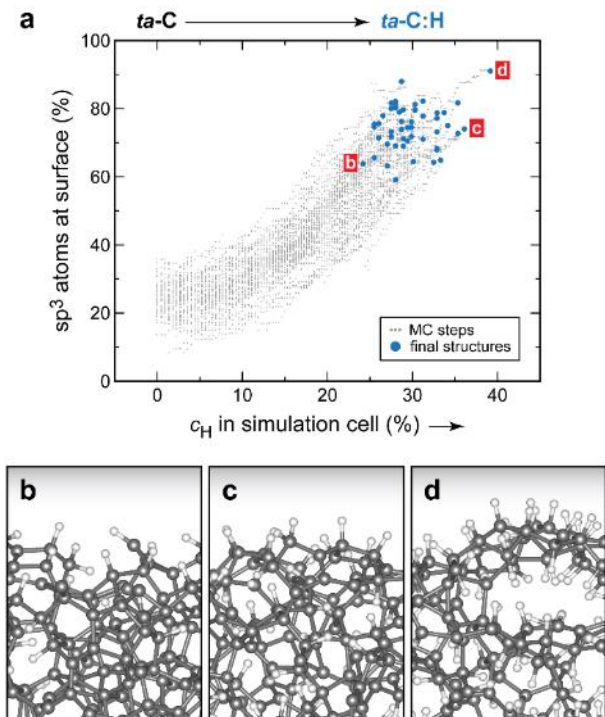 a
ta-C ta-C:H
100
80
60
40
20
0
sp³ atoms at surface (%)
d
c
b
MC steps
final structures
0 10 20 30 40
cH in simulation cell (%)
b c d